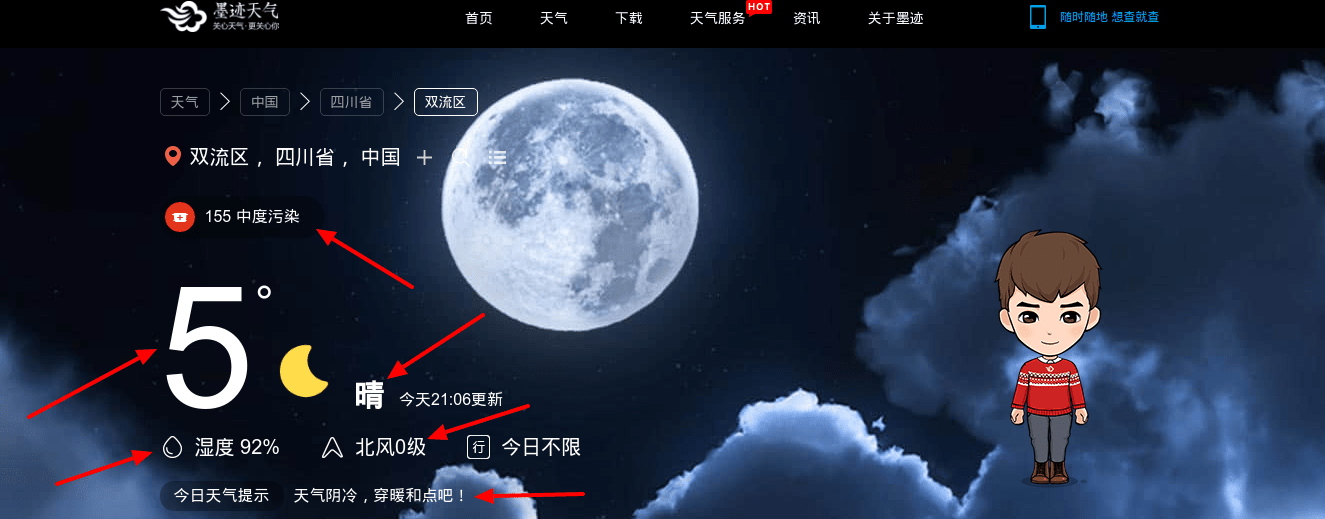 墨迹天气
关心天气·更关心你
首页 天气 下载 天气服务 HOT 资讯 关于墨迹
随时随地 想查就查
天气 中国 四川省 双流区
双流区 ，四川省 ，中国
155 中度污染
5°
晴 今天21:06更新
湿度 92% 北风0级 行 今日不限
今日天气提示 天气阴冷，穿暖和点吧！